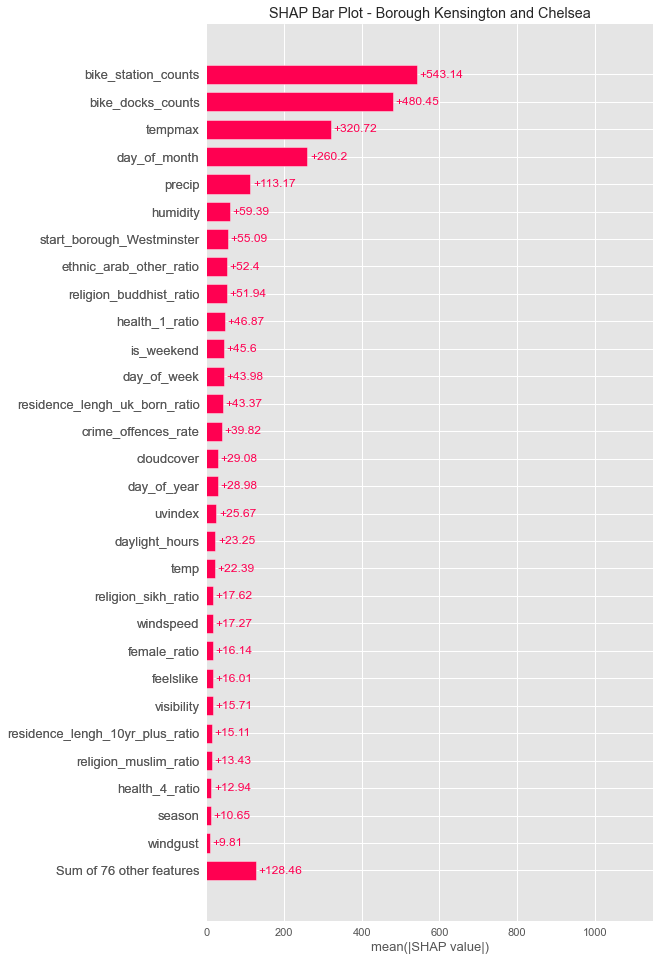 SHAP Bar Plot - Borough Kensington and Chelsea
bike_station_counts +543.14
bike_docks_counts +480.45
tempmax +320.72
day_of_month +260.2
precip +113.17
humidity +59.39
start_borough_Westminster +55.09
ethnic_arab_other_ratio +52.4
religion_buddhist_ratio +51.94
health_1_ratio +46.87
is_weekend +45.6
day_of_week +43.98
residence_lengh_uk_born_ratio +43.37
crime_offences_rate +39.82
cloudcover +29.08
day_of_year +28.98
uvindex +25.67
daylight_hours +23.25
temp +22.39
religion_sikh_ratio +17.62
windspeed +17.27
female_ratio +16.14
feelslike +16.01
visibility +15.71
residence_lengh_10yr_plus_ratio +15.11
religion_muslim_ratio +13.43
health_4_ratio +12.94
season +10.65
windgust +9.81
Sum of 76 other features +128.46
0 200 400 600 800 1000
mean(|SHAP value|)